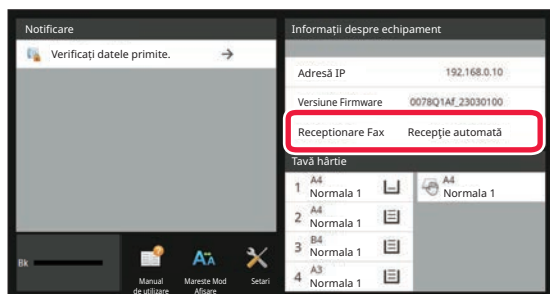 Notificare
Verificați datele primite.
Informații despre echipament
Adresă IP 192.168.0.10
Versiune Firmware 0078Q1Af_23030100
Receptionare Fax Recepție automată
Tavă hârtie
1 A4
Normala 1
A4
Normala 1
2 A4
Normala 1
3 B4
Normala 1
4 A3
Normala 1
Bk
Manual
de utilizare
Mareste Mod
Afisare
Setari